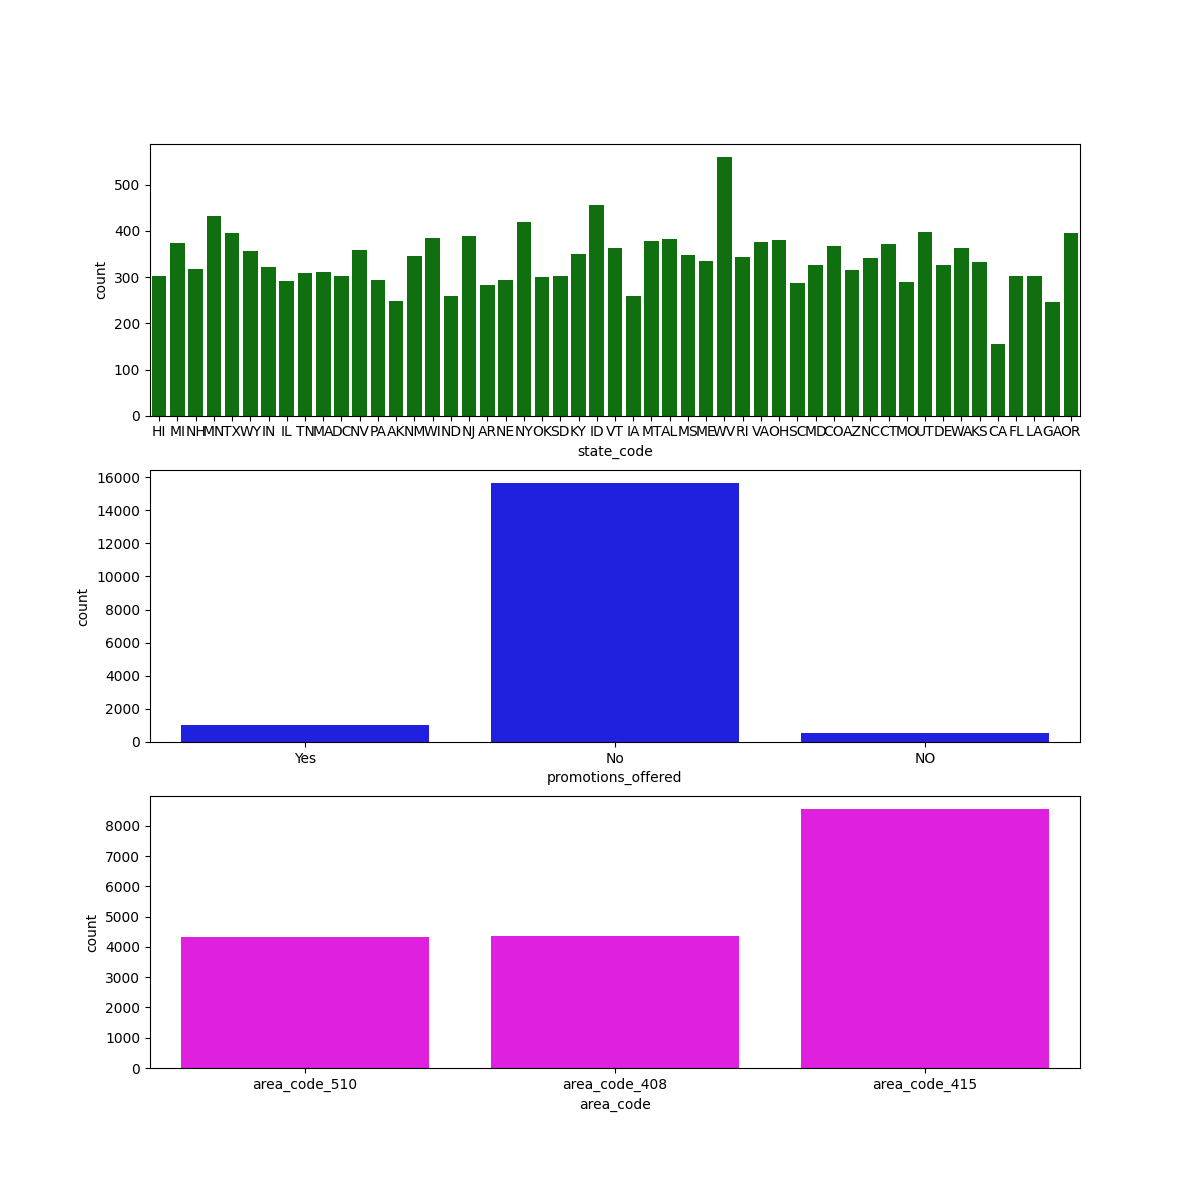 500
400
300
200
100
0
count
HI MI NH MN TX WY IN IL TN MA DC NV PA AK NM WI ND NJ AR NE NY OK SD KY ID VT IA MT AL MS ME WV RI VA OH SC MD CO AZ NC CT MO UT DE WA KS CA FL LA GA OR
state_code
16000
14000
12000
10000
8000
6000
4000
2000
0
count
Yes No NO
promotions_offered
8000
7000
6000
5000
4000
3000
2000
1000
0
count
area_code_510 area_code_408 area_code_415
area_code